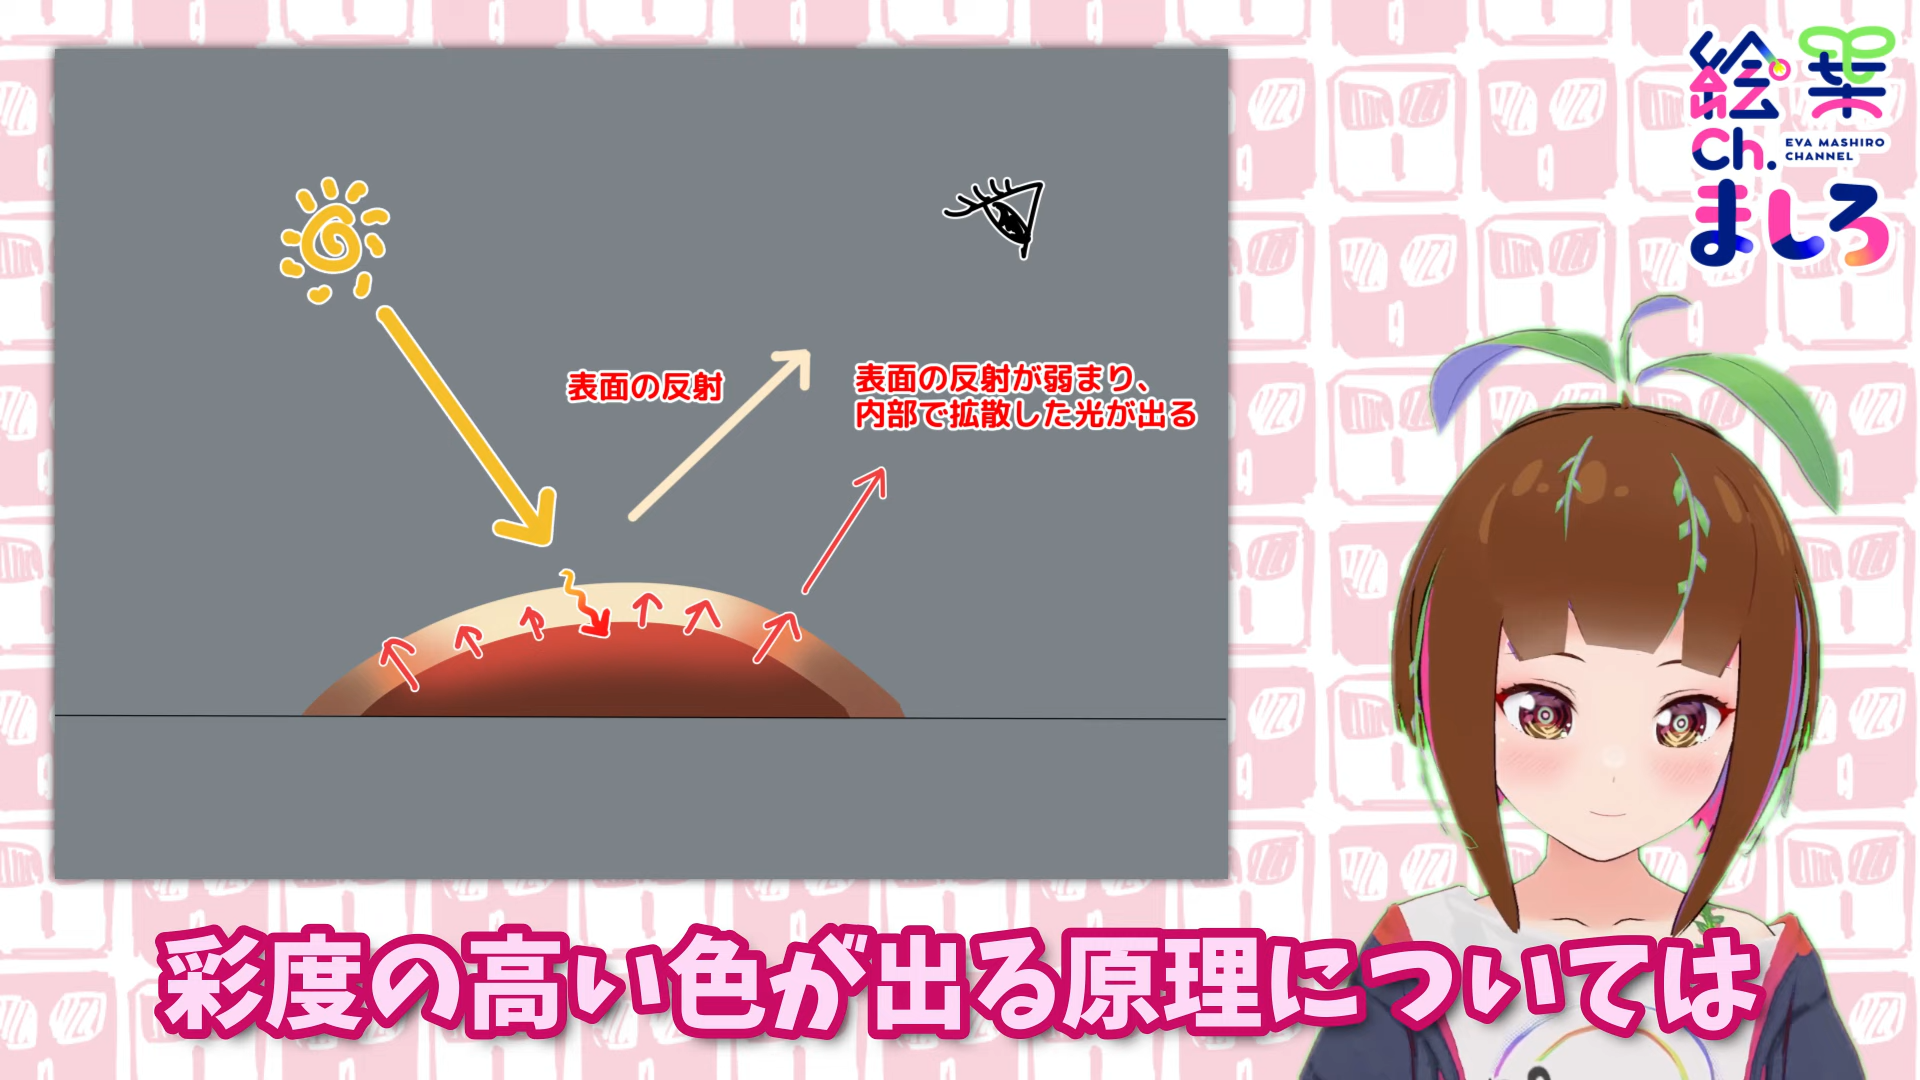 絵葉
Ch.
EVA MASHIRO
CHANNEL
ましろ
表面の反射
表面の反射が弱まり、
内部で拡散した光が出る
彩度の高い色が出る原理については